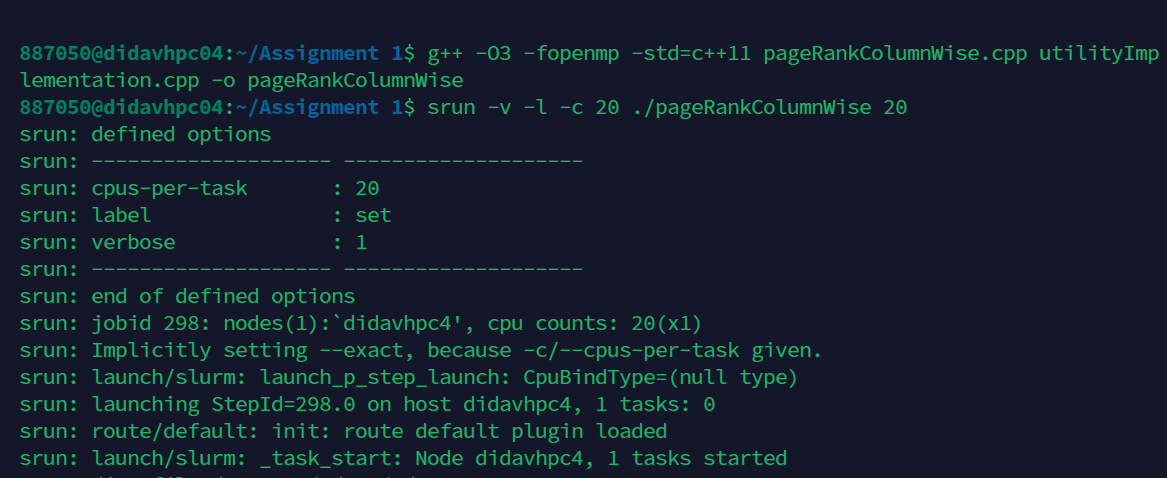 887050@didavhpc04:~/Assignment 1$ g++ -O3 -fopenmp -std=c++11 pageRankColumnWise.cpp utilityImp
lementation.cpp -o pageRankColumnWise
887050@didavhpc04:~/Assignment 1$ srun -v -l -c 20 ./pageRankColumnWise 20
srun: defined options
srun: -------------------- --------------------
srun: cpus-per-task       : 20
srun: label               : set
srun: verbose             : 1
srun: -------------------- --------------------
srun: end of defined options
srun: jobid 298: nodes(1):`didavhpc4', cpu counts: 20(x1)
srun: Implicitly setting --exact, because -c/--cpus-per-task given.
srun: launch/slurm: launch_p_step_launch: CpuBindType=(null type)
srun: launching StepId=298.0 on host didavhpc4, 1 tasks: 0
srun: route/default: init: route default plugin loaded
srun: launch/slurm: _task_start: Node didavhpc4, 1 tasks started